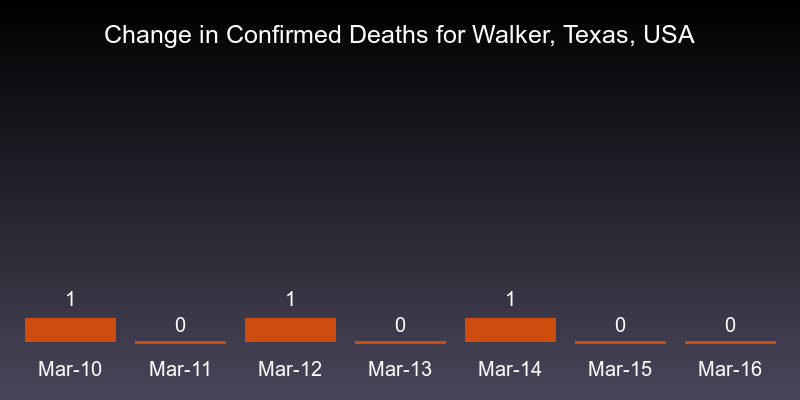 Change in Confirmed Deaths for Walker, Texas, USA
1 0 1 0 1 0 0
Mar-10 Mar-11 Mar-12 Mar-13 Mar-14 Mar-15 Mar-16